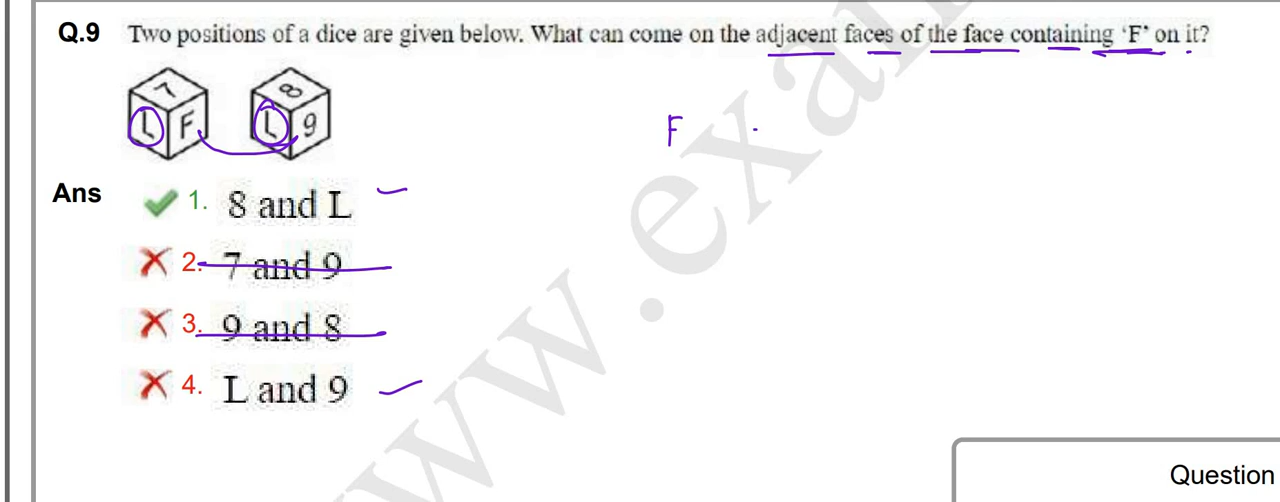 Q.9 Two positions of a dice are given below. What can come on the adjacent faces of the face containing 'F' on it?
7 L F 8 L 9
F
Ans 1. 8 and L
2. 7 and 9
3. 9 and 8
4. L and 9
www.exam
Question